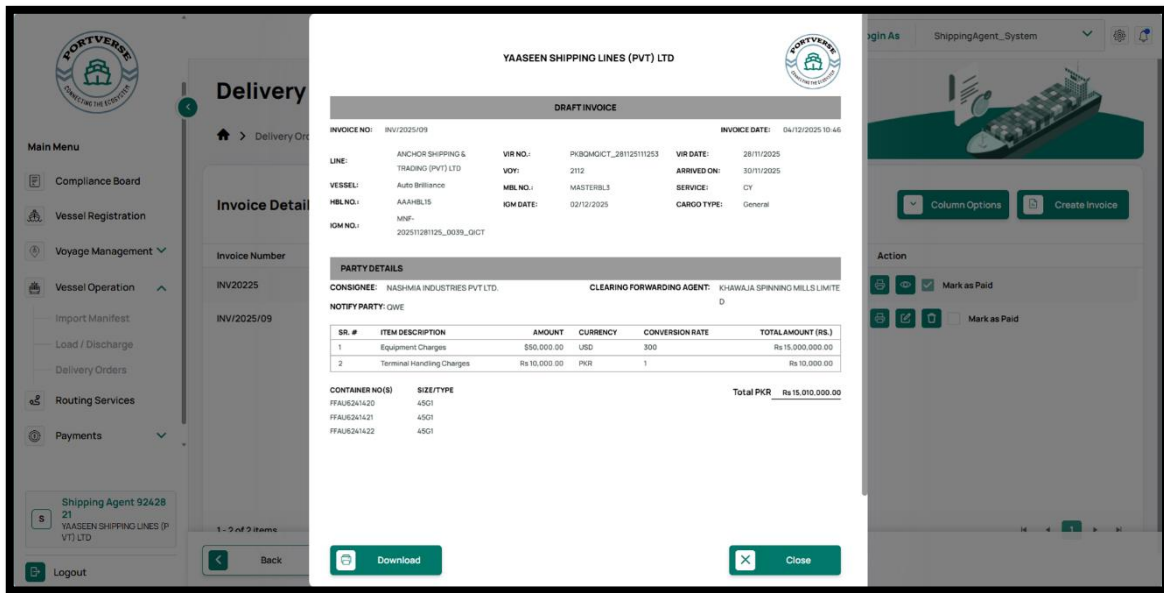 PORTVERSE
CONNECTING THE ECOSYSTEM
Main Menu
Compliance Board
Vessel Registration
Voyage Management
Vessel Operation
Import Manifest
Load / Discharge
Delivery Orders
Routing Services
Payments
S
Shipping Agent 92428
21
YAASEEN SHIPPING LINES (P
VT) LTD
Logout
Delivery
Delivery Ord
Invoice Detail
Invoice Number
INV20225
INV/2025/09
1 - 2 of 2 items
Back
YAASEEN SHIPPING LINES (PVT) LTD
PORTVERSE
CONNECTING THE ECOSYSTEM
DRAFT INVOICE
INVOICE NO: INV/2025/09 INVOICE DATE: 04/12/2025 10:46
LINE: ANCHOR SHIPPING & TRADING (PVT) LTD VIR NO.: PKBQMQICT_281125111253 VIR DATE: 28/11/2025
VOY: 2112 ARRIVED ON: 30/11/2025
VESSEL: Auto Brilliance MBL NO.: MASTERBL3 SERVICE: CY
HBL NO.: AAAHBL15 IGM DATE: 02/12/2025 CARGO TYPE: General
IGM NO.: MNF-
202511281125_0039_QICT
PARTY DETAILS
CONSIGNEE: NASHMIA INDUSTRIES PVT LTD. CLEARING FORWARDING AGENT: KHAWAJA SPINNING MILLS LIMITE
D
NOTIFY PARTY: QWE
SR. # ITEM DESCRIPTION AMOUNT CURRENCY CONVERSION RATE TOTAL AMOUNT (RS.)
1 Equipment Charges $50,000.00 USD 300 Rs 15,000,000.00
2 Terminal Handling Charges Rs 10,000.00 PKR 1 Rs 10,000.00
CONTAINER NO(S) SIZE/TYPE Total PKR Rs 15,010,000.00
FFAU6241420 45G1
FFAU6241421 45G1
FFAU6241422 45G1
Download
Close
ogin As ShippingAgent_System
Column Options
Create Invoice
Action
Mark as Paid
Mark as Paid
1